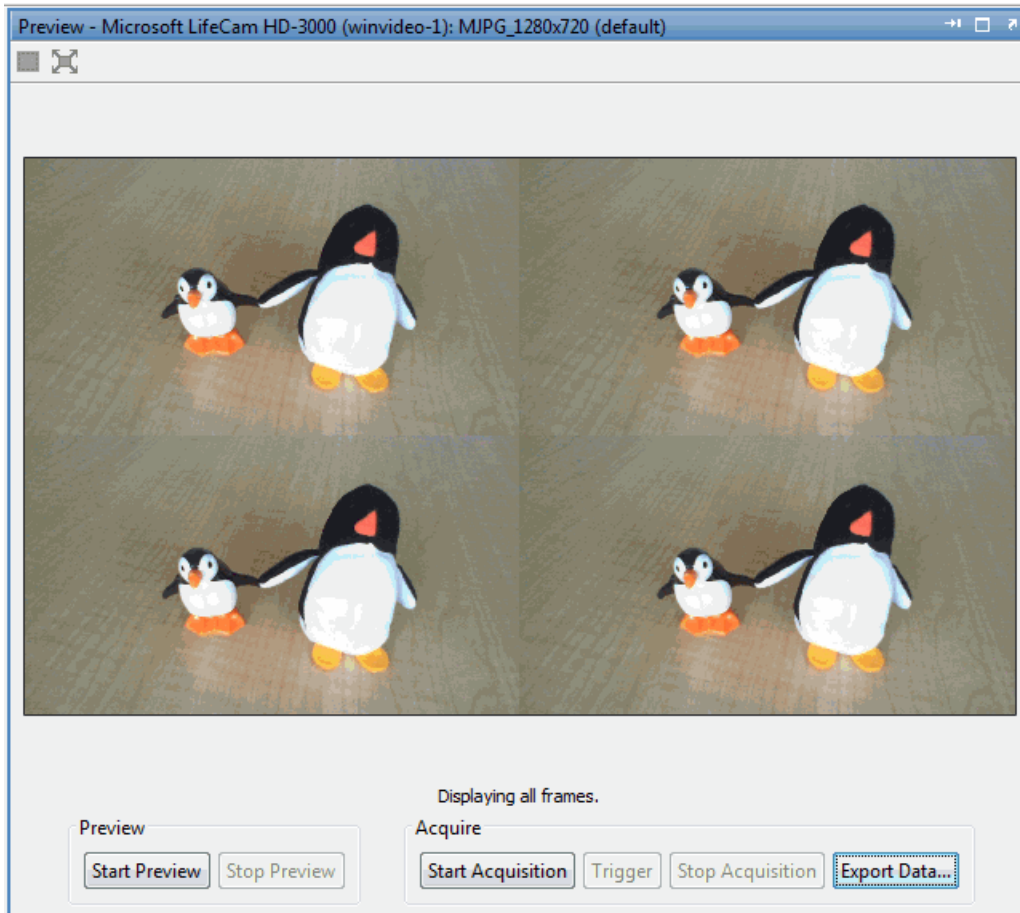 Preview - Microsoft LifeCam HD-3000 (winvideo-1): MJPG_1280x720 (default)
Displaying all frames.
Preview
Start Preview Stop Preview
Acquire
Start Acquisition Trigger Stop Acquisition Export Data...